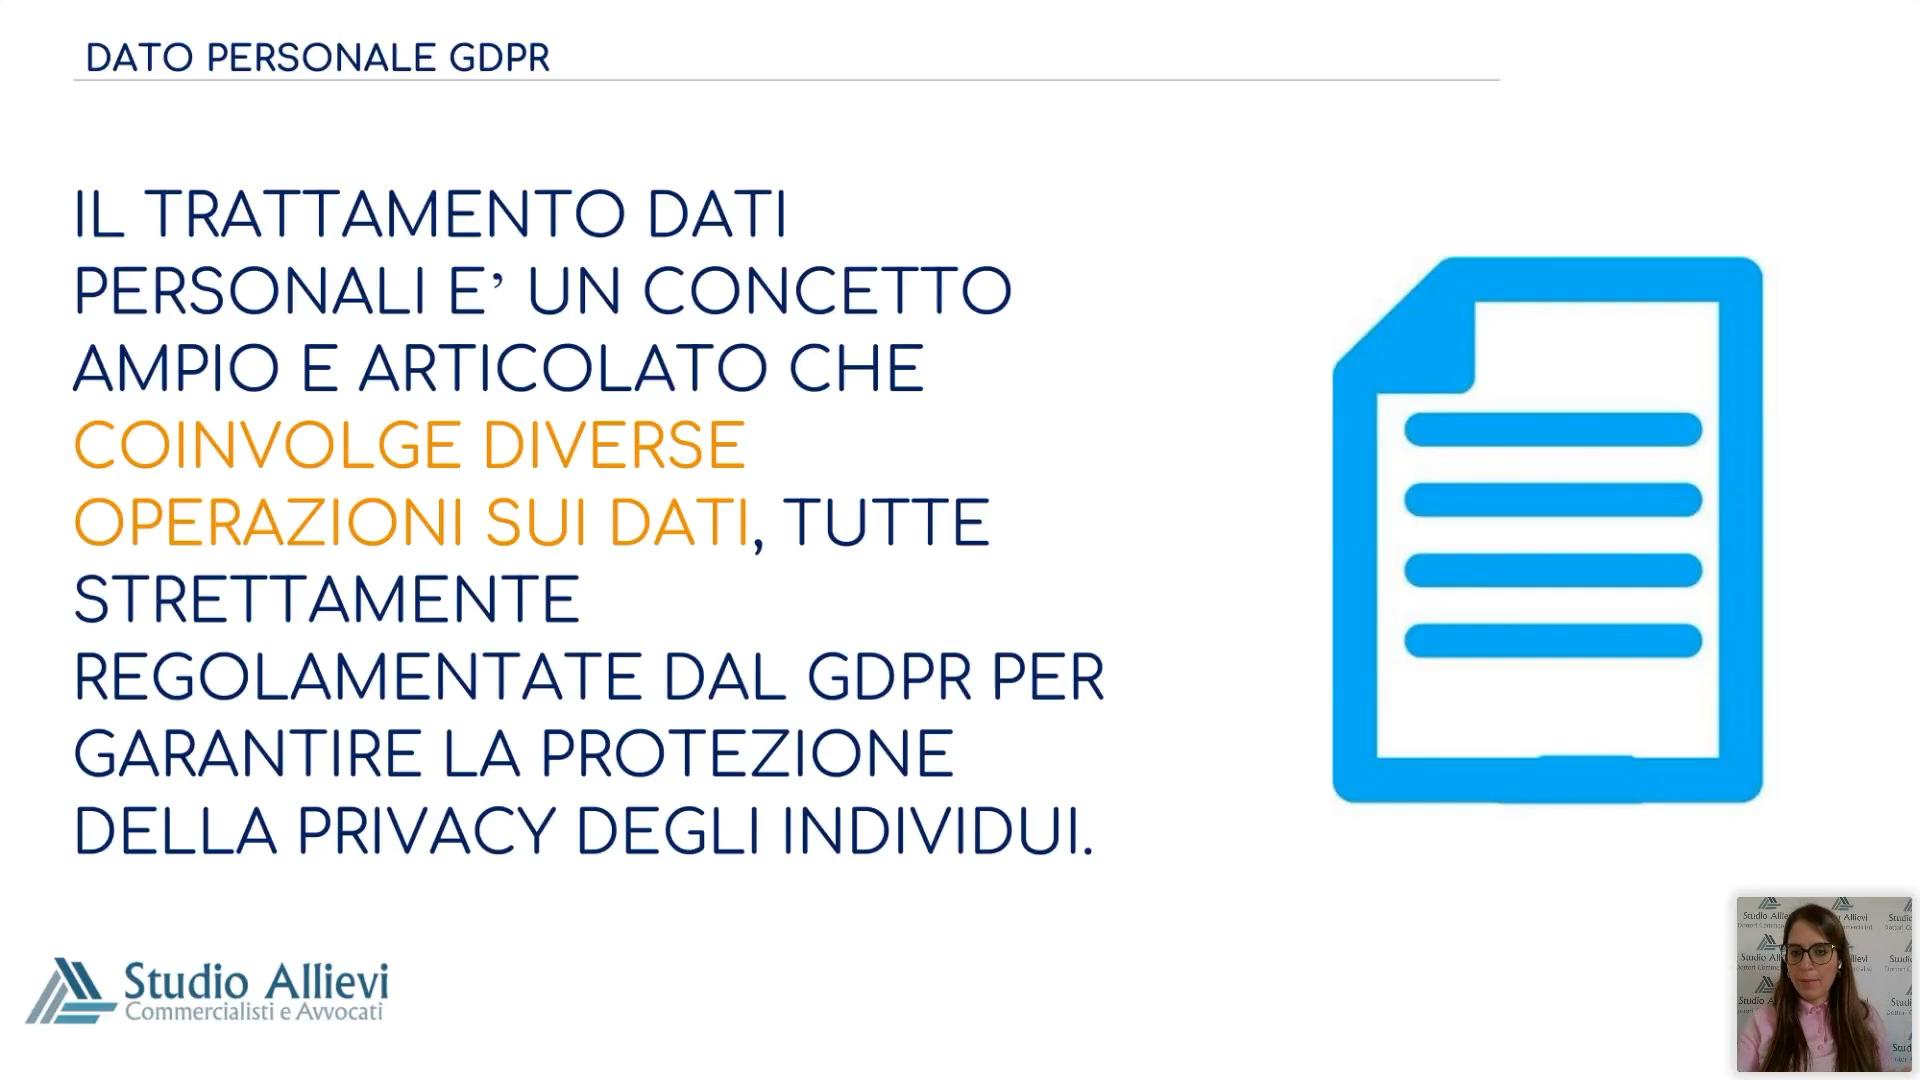 DATO PERSONALE GDPR
IL TRATTAMENTO DATI
PERSONALI E’ UN CONCETTO
AMPIO E ARTICOLATO CHE
COINVOLGE DIVERSE
OPERAZIONI SUI DATI, TUTTE
STRETTAMENTE
REGOLAMENTATE DAL GDPR PER
GARANTIRE LA PROTEZIONE
DELLA PRIVACY DEGLI INDIVIDUI.
Studio Allievi
Commercialisti e Avvocati